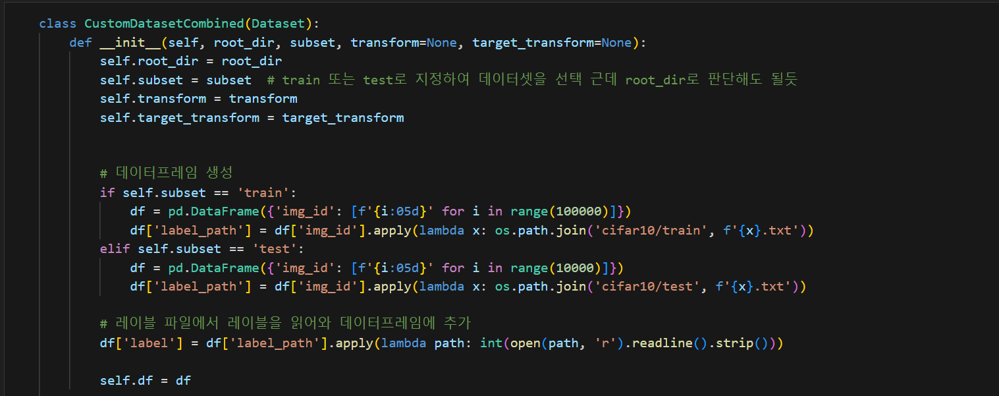 class CustomDatasetCombined(Dataset):
    def __init__(self, root_dir, subset, transform=None, target_transform=None):
        self.root_dir = root_dir
        self.subset = subset  # train 또는 test로 지정하여 데이터셋을 선택 근데 root_dir로 판단해도 될듯
        self.transform = transform
        self.target_transform = target_transform
        # 데이터프레임 생성
        if self.subset == 'train':
            df = pd.DataFrame({'img_id': [f'{i:05d}' for i in range(100000)]})
            df['label_path'] = df['img_id'].apply(lambda x: os.path.join('cifar10/train', f'{x}.txt'))
        elif self.subset == 'test':
            df = pd.DataFrame({'img_id': [f'{i:05d}' for i in range(10000)]})
            df['label_path'] = df['img_id'].apply(lambda x: os.path.join('cifar10/test', f'{x}.txt'))
        # 레이블 파일에서 레이블을 읽어와 데이터프레임에 추가
        df['label'] = df['label_path'].apply(lambda path: int(open(path, 'r').readline().strip()))
        self.df = df